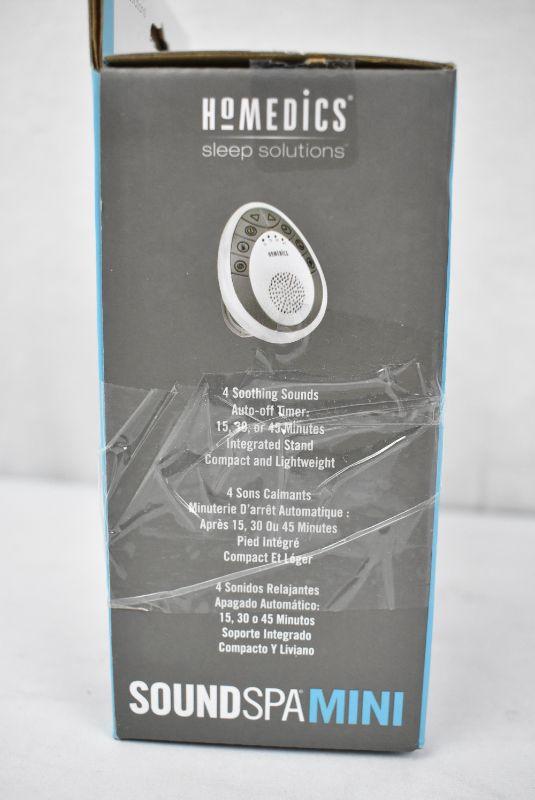 HoMEDiCS®
sleep solutions™
HOMEDICS
4 Soothing Sounds
Auto-off Timer:
15, 30, or 45 Minutes
Integrated Stand
Compact and Lightweight
4 Sons Calmants
Minuterie D'arrêt Automatique :
Après 15, 30 Ou 45 Minutes
Pied Intégré
Compact Et Léger
4 Sonidos Relajantes
Apagado Automático:
15, 30 o 45 Minutos
Soporte Integrado
Compacto Y Liviano
SOUNDSPA® MINI